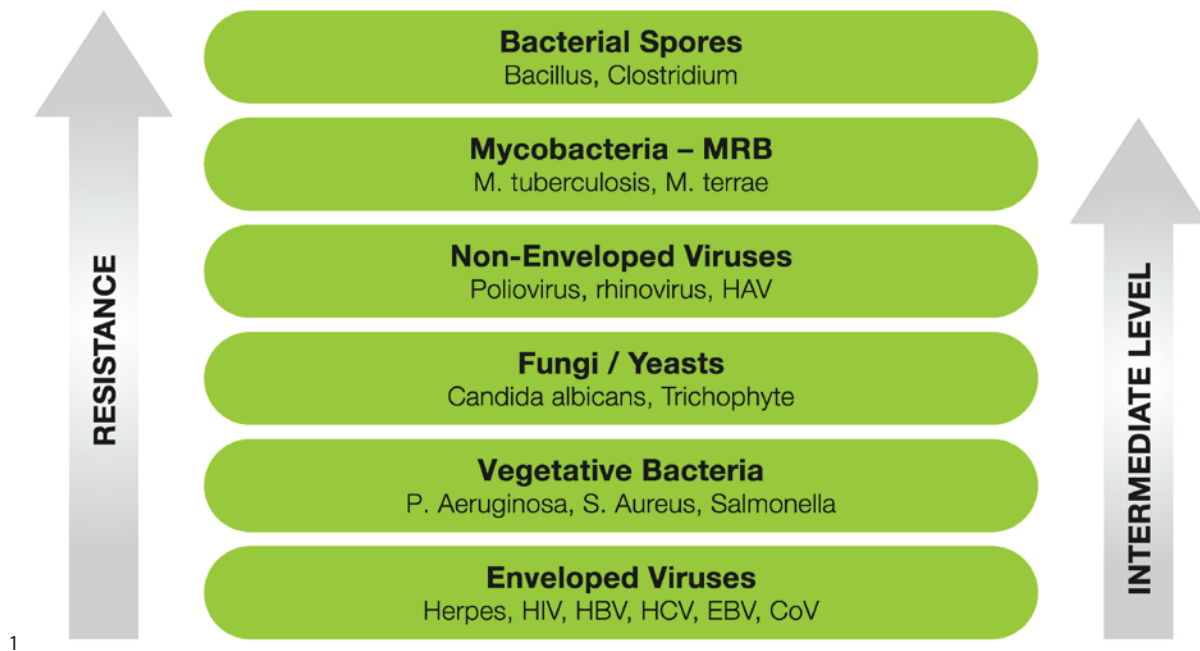 Bacterial Spores
Bacillus, Clostridium
Mycobacteria – MRB
M. tuberculosis, M. terrae
Non-Enveloped Viruses
Poliovirus, rhinovirus, HAV
Fungi / Yeasts
Candida albicans, Trichophyte
Vegetative Bacteria
P. Aeruginosa, S. Aureus, Salmonella
Enveloped Viruses
Herpes, HIV, HBV, HCV, EBV, CoV
RESISTANCE
INTERMEDIATE LEVEL
1